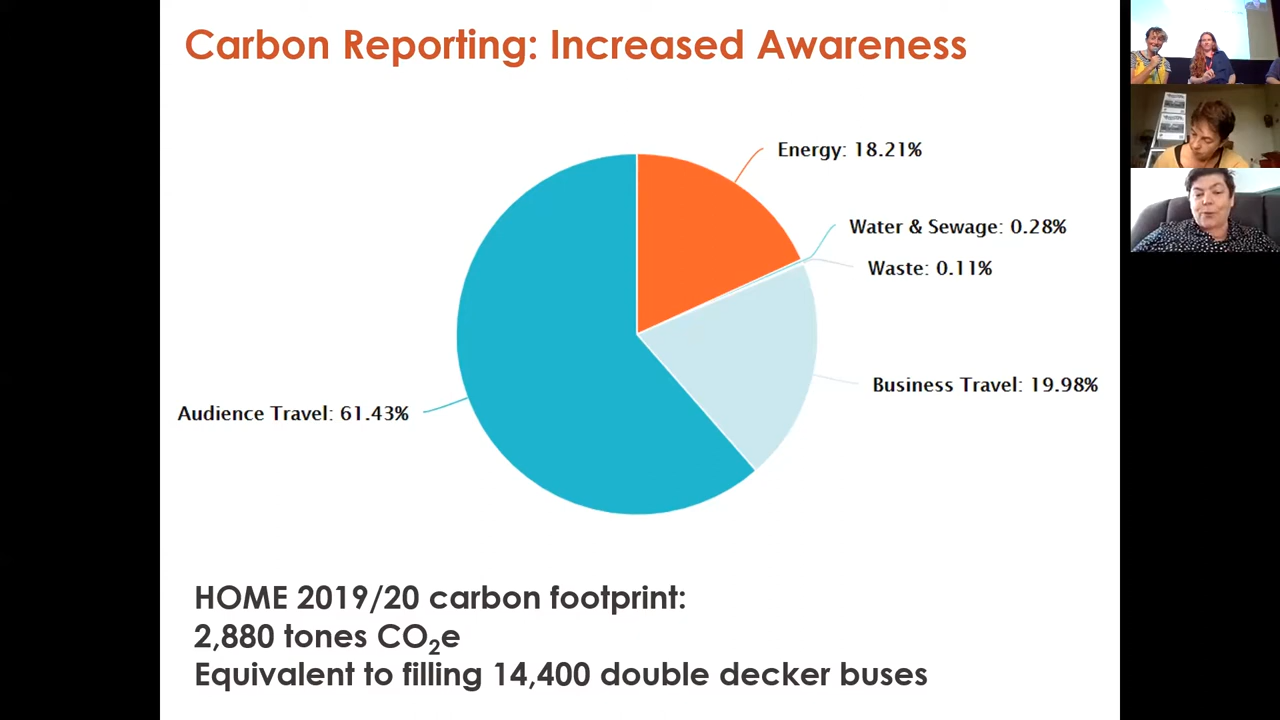 Carbon Reporting: Increased Awareness
Energy: 18.21%
Water & Sewage: 0.28%
Waste: 0.11%
Business Travel: 19.98%
Audience Travel: 61.43%
HOME 2019/20 carbon footprint:
2,880 tones CO₂e
Equivalent to filling 14,400 double decker buses